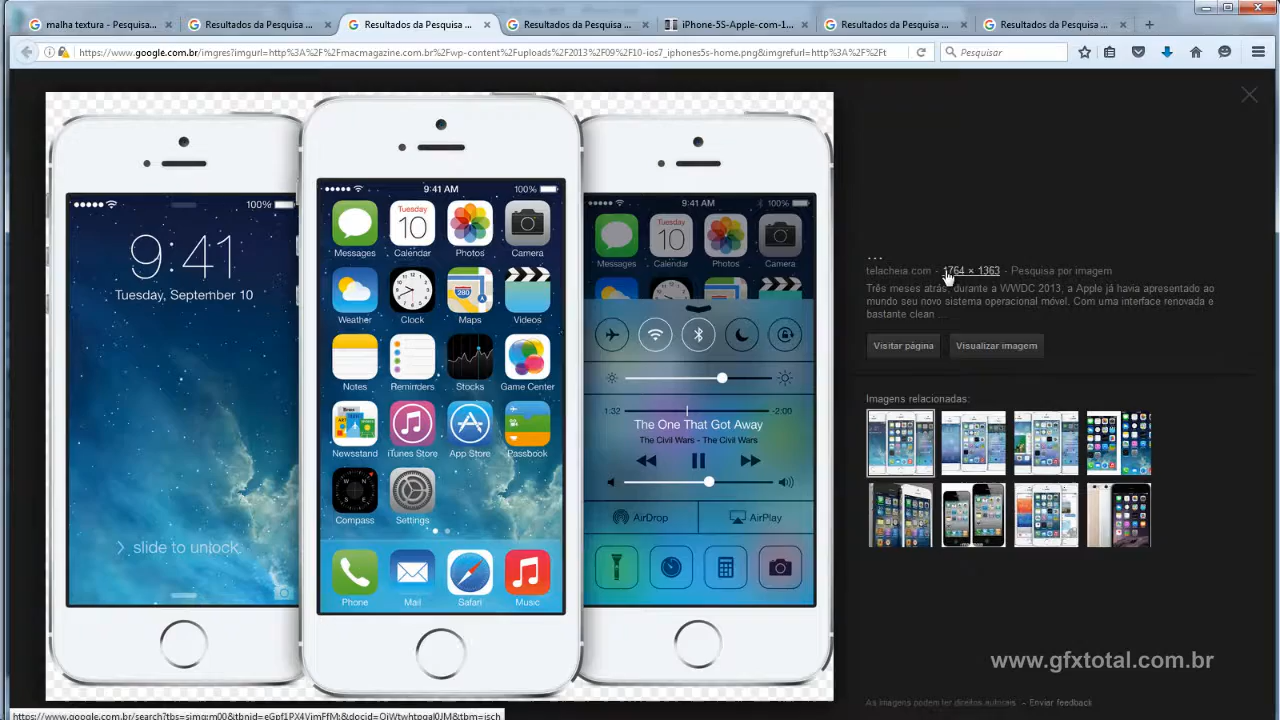 malha textura - Pesquisa...
Resultados da Pesquisa ...
Resultados da Pesquisa ...
Resultados da Pesquisa ...
iPhone-5S-Apple-com-1...
Resultados da Pesquisa ...
Resultados da Pesquisa ...
https://www.google.com.br/imgres?imgurl=http%3A%2F%2Fmacmagazine.com.br%2Fwp-content%2Fuploads%2F2013%2F09%2F10-ios7_iphones5s-home.png&imgrefurl=http%3A%2F%2Ft
Pesquisar
100%
9:41
Tuesday, September 10
slide to unlock
9:41 AM
100%
Tuesday
10
Messages
Calendar
Photos
Camera
280
Weather
Clock
Maps
Videos
Notes
Reminders
Stocks
Game Center
Newsstand
iTunes Store
App Store
Passbook
Compass
Settings
Phone
Mail
Safari
Music
9:41 AM
100%
Tuesday
10
Messages
Calendar
Photos
Camera
1:32
-2:00
The One That Got Away
The Civil Wars - The Civil Wars
AirDrop
AirPlay
...
telacheia.com - 1764 × 1363 - Pesquisa por imagem
Três meses atrás, durante a WWDC 2013, a Apple já havia apresentado ao
mundo seu novo sistema operacional móvel. Com uma interface renovada e
bastante clean ...
Visitar página
Visualizar imagem
Imagens relacionadas:
www.gfxtotal.com.br
As imagens podem ter direitos autorais. - Enviar feedback